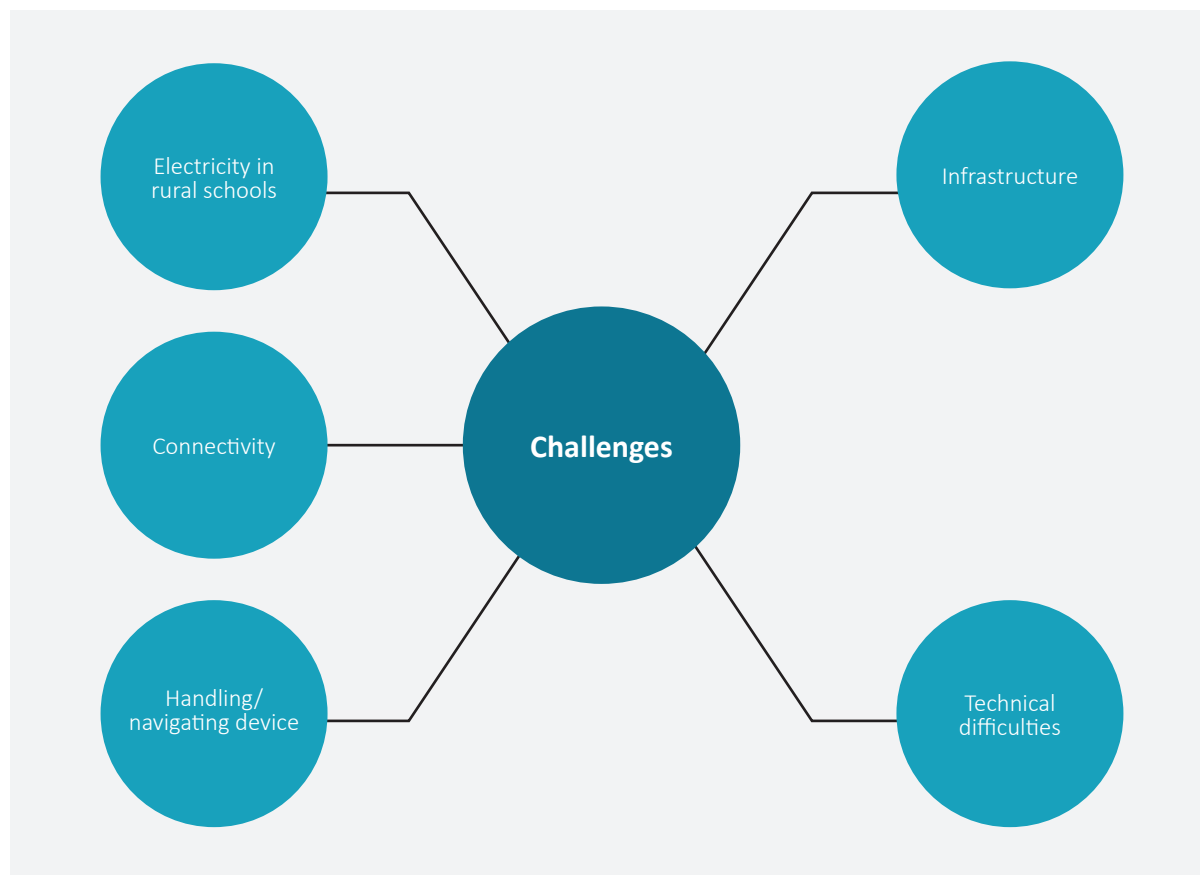 Electricity in
rural schools
Infrastructure
Connectivity
Challenges
Handling/
navigating device
Technical
difficulties